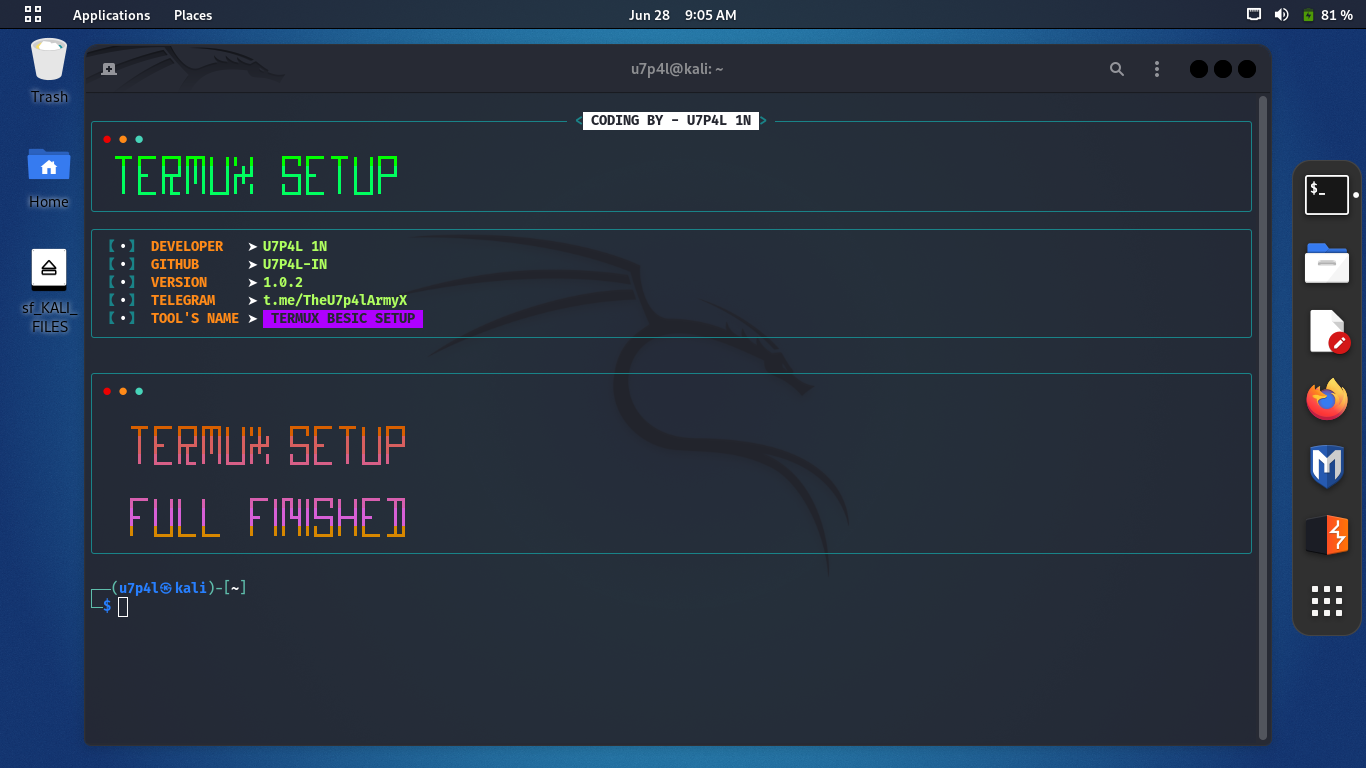 Applications Places Jun 28 9:05 AM 81 %
Trash
Home
sf_KALI_
FILES
u7p4l@kali: ~
< CODING BY - U7P4L 1N >
TERMUX SETUP
【•】 DEVELOPER ➤ U7P4L 1N
【•】 GITHUB ➤ U7P4L-IN
【•】 VERSION ➤ 1.0.2
【•】 TELEGRAM ➤ t.me/TheU7p4lArmyX
【•】 TOOL'S NAME ➤ TERMUX BESIC SETUP
TERMUX SETUP
FULL FINISHED
┌──(u7p4l㉿kali)-[~]
└─$
$_